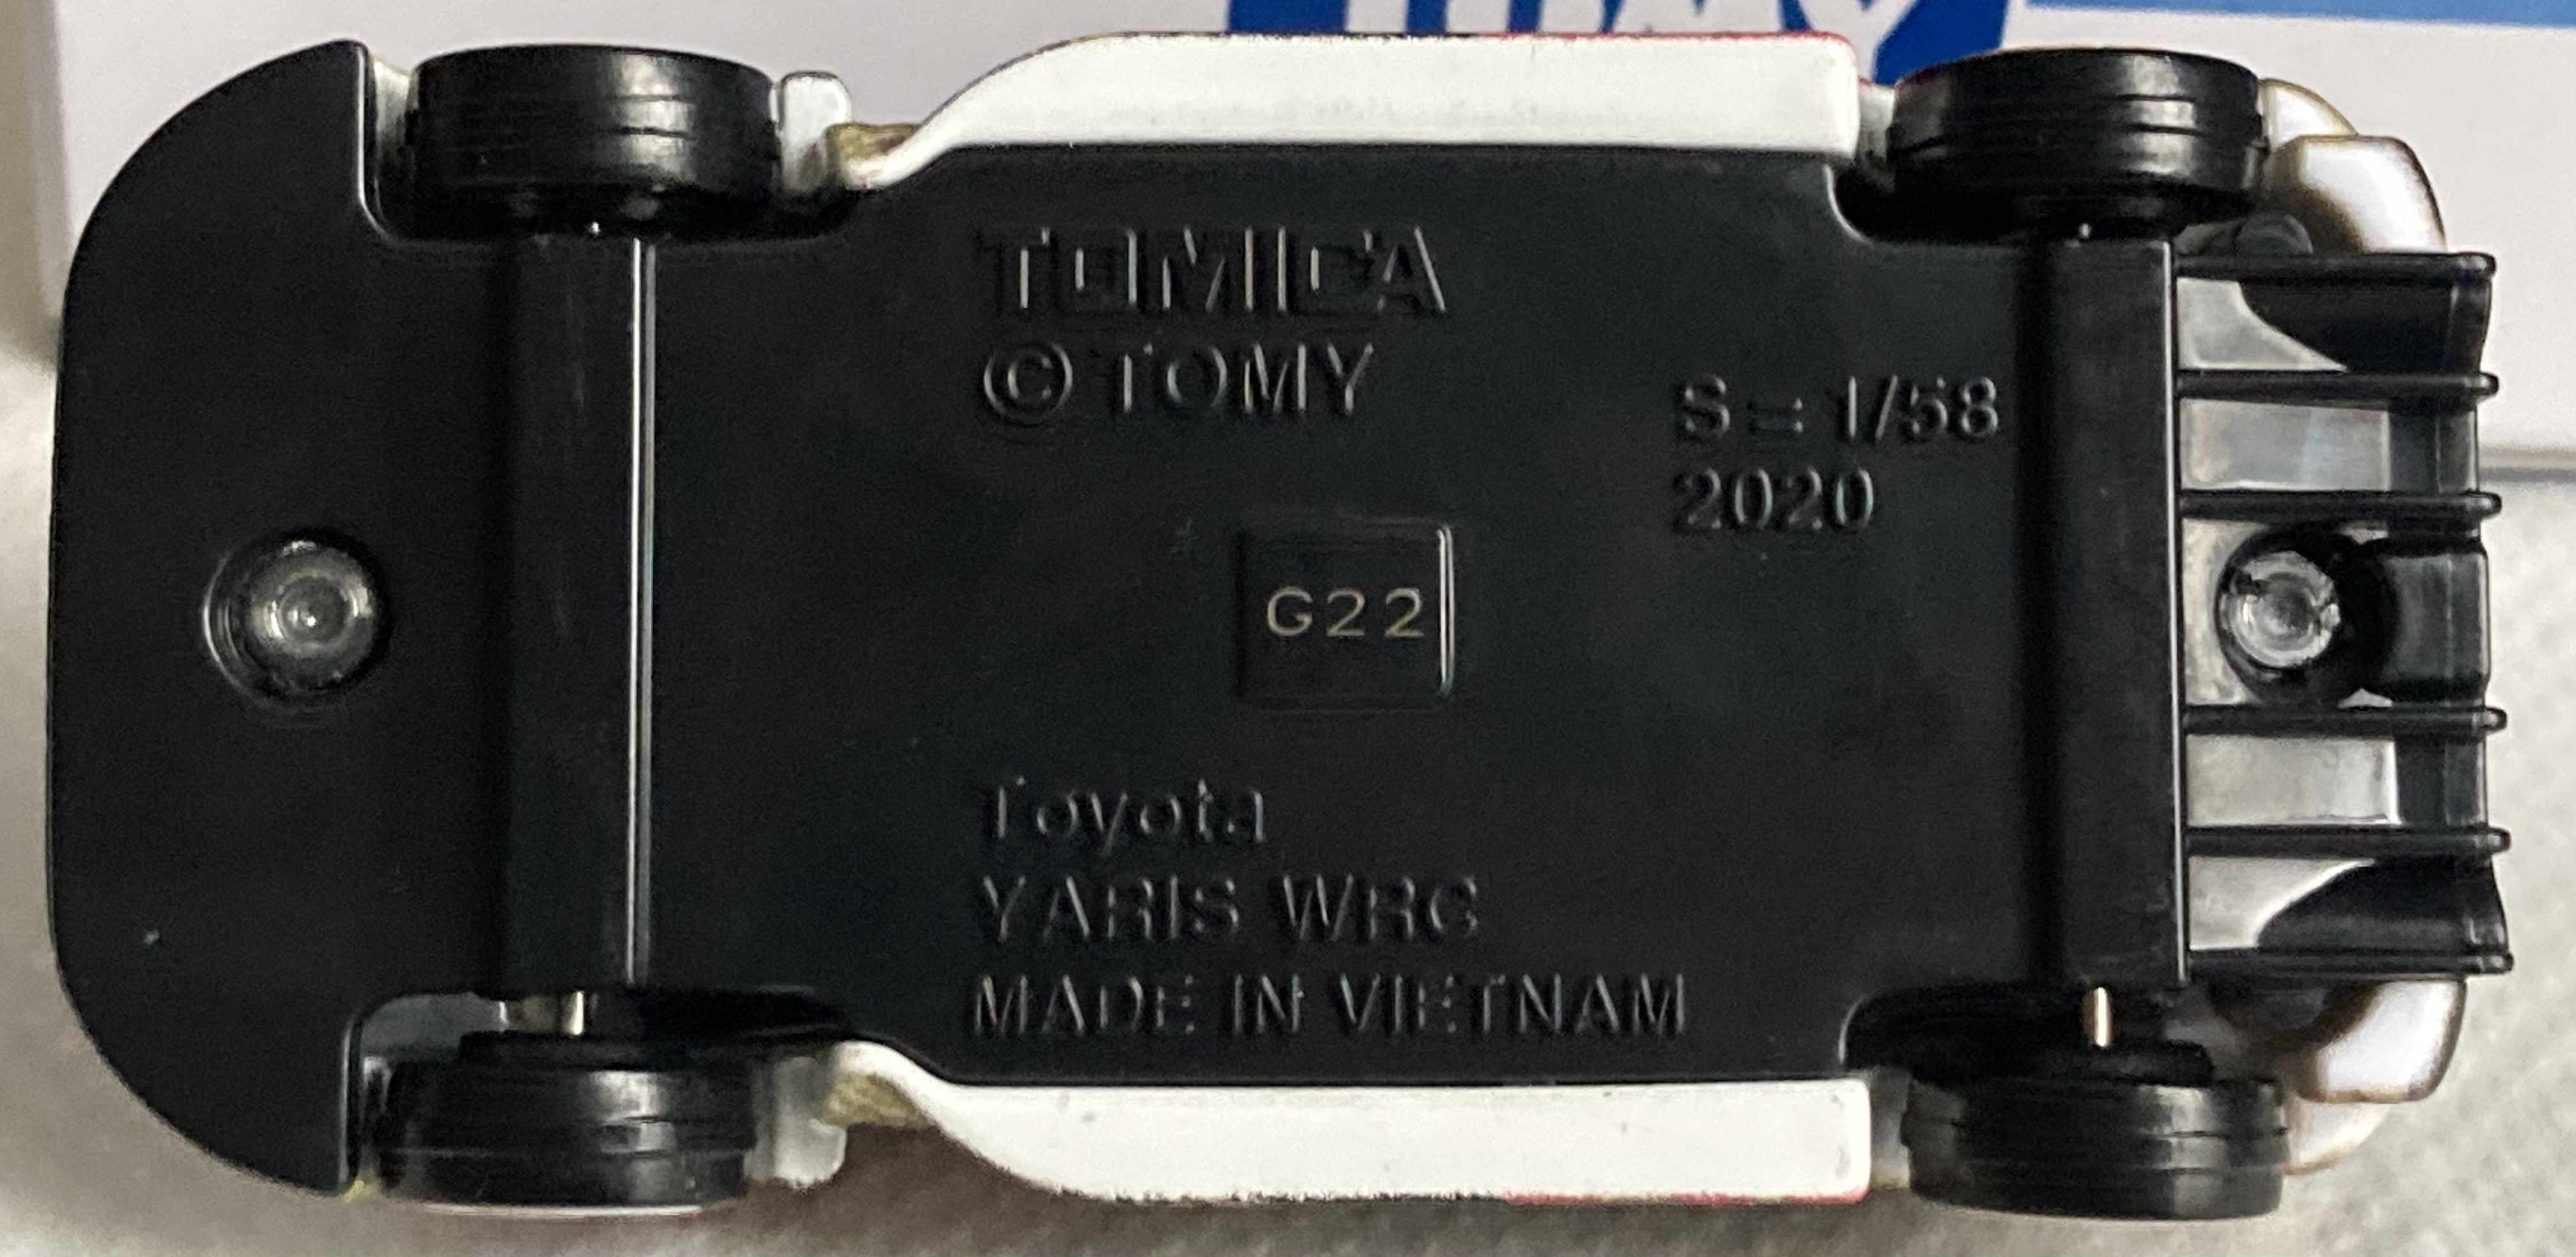 TOMICA
© TOMY
S = 1/58
2020
G22
Toyota
YARIS WRC
MADE IN VIETNAM